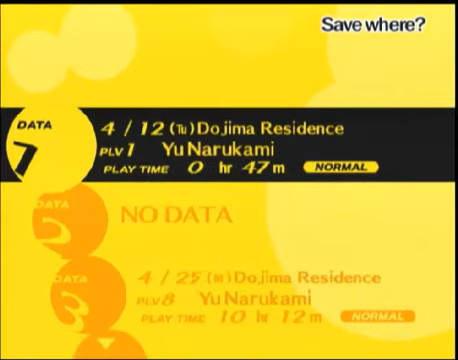 Save where?
DATA
1
4 / 12 (Tu) Dojima Residence
PLV 1 Yu Narukami
PLAY TIME 0 hr 47 m NORMAL
DATA
2
NO DATA
DATA
3
4 / 25 (M) Dojima Residence
PLV 8 Yu Narukami
PLAY TIME 10 hr 12 m NORMAL